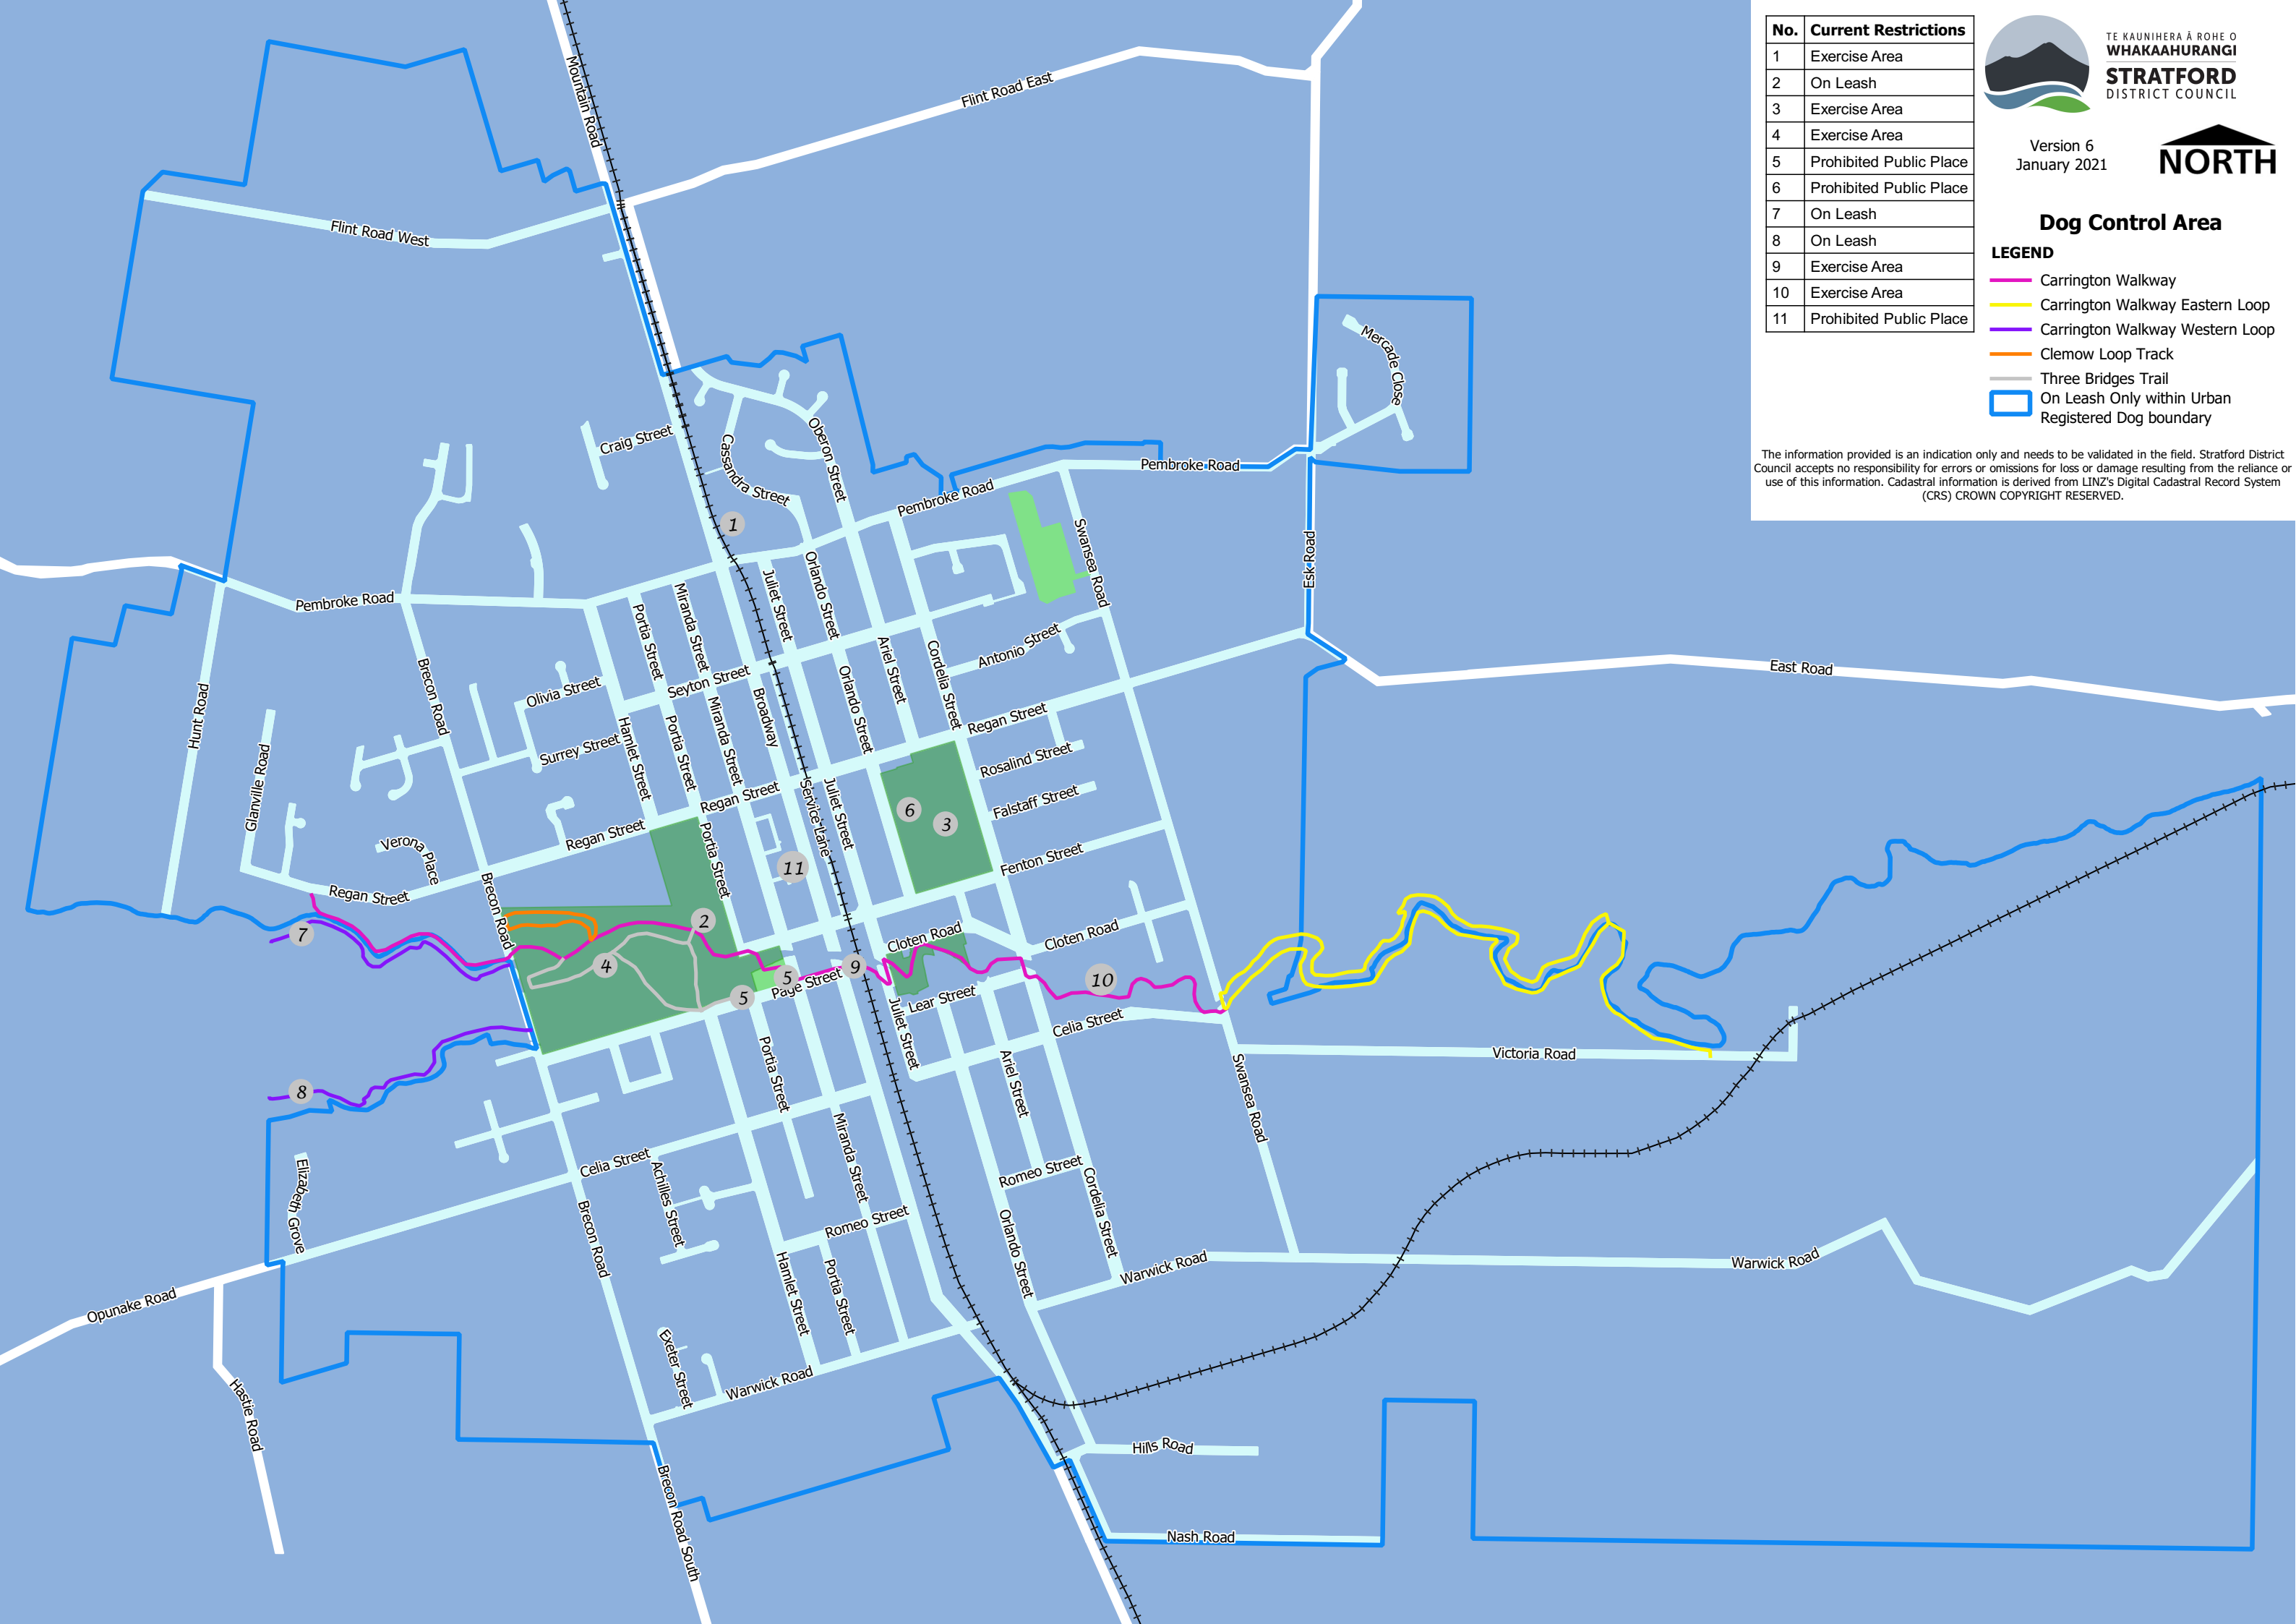 No. Current Restrictions
1 Exercise Area
2 On Leash
3 Exercise Area
4 Exercise Area
5 Prohibited Public Place
6 Prohibited Public Place
7 On Leash
8 On Leash
9 Exercise Area
10 Exercise Area
11 Prohibited Public Place
TE KAUNIHERA Ā ROHE O
WHAKAAHURANGI
STRATFORD
DISTRICT COUNCIL
Version 6
January 2021
NORTH
Dog Control Area
LEGEND
Carrington Walkway
Carrington Walkway Eastern Loop
Carrington Walkway Western Loop
Clemow Loop Track
Three Bridges Trail
On Leash Only within Urban
Registered Dog boundary
The information provided is an indication only and needs to be validated in the field. Stratford District
Council accepts no responsibility for errors or omissions for loss or damage resulting from the reliance or
use of this information. Cadastral information is derived from LINZ's Digital Cadastral Record System
(CRS) CROWN COPYRIGHT RESERVED.
Mountain Road
Flint Road East
Flint Road West
Mercade Close
Craig Street
Cassandra Street
Oberon Street
Pembroke Road
Pembroke Road
Swansea Road
Esk Road
1
Pembroke Road
Portia Street
Miranda Street
Juliet Street
Orlando Street
Ariel Street
Cordelia Street
Antonio Street
East Road
Hunt Road
Brecon Road
Olivia Street
Seyton Street
Surrey Street
Hamlet Street
Portia Street
Miranda Street
Broadway
Orlando Street
Regan Street
Rosalind Street
Falstaff Street
Glanville Road
Verona Place
Regan Street
Regan Street
Regan Street
Portia Street
Service Lane
Juliet Street
6
3
11
Fenton Street
Brecon Road
2
7
4
5
5
9
10
Page Street
Cloten Road
Cloten Road
Lear Street
Juliet Street
Celia Street
Victoria Road
8
Portia Street
Ariel Street
Swansea Road
Miranda Street
Elizabeth Grove
Celia Street
Achilles Street
Romeo Street
Romeo Street
Cordelia Street
Brecon Road
Hamlet Street
Portia Street
Orlando Street
Warwick Road
Warwick Road
Opunake Road
Hastie Road
Exeter Street
Warwick Road
Hills Road
Brecon Road South
Nash Road